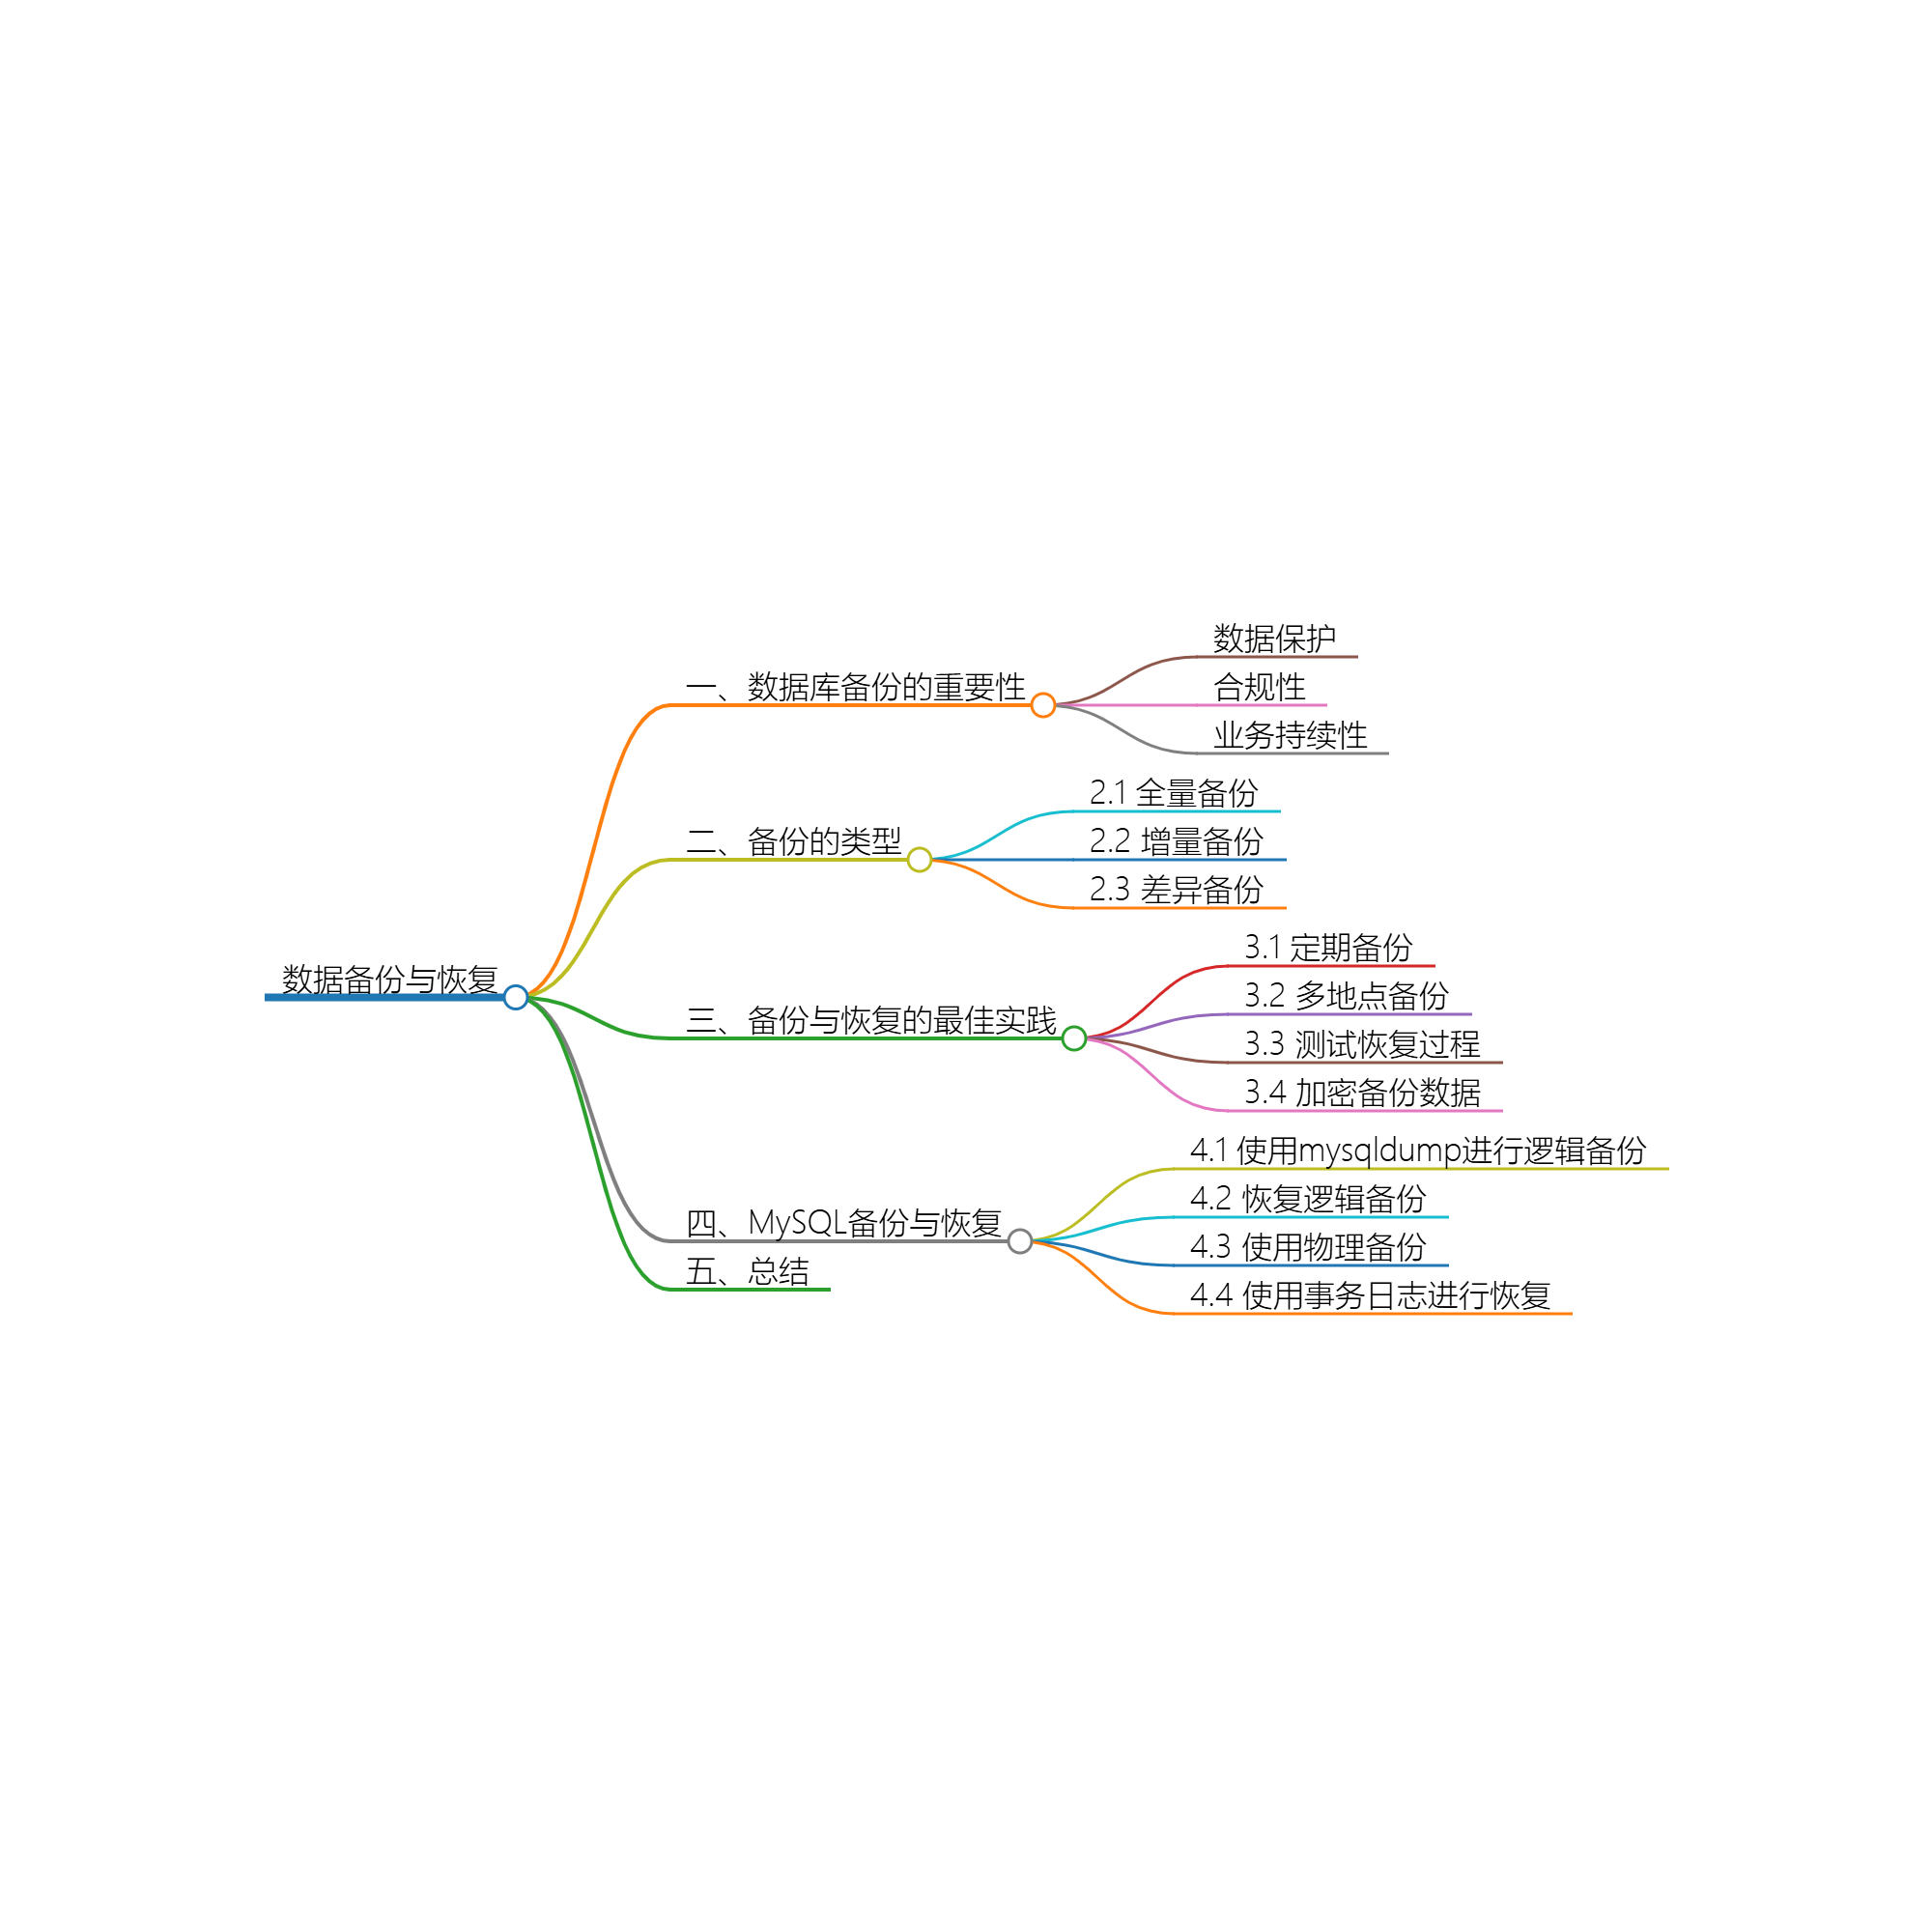 数据备份与恢复
一、数据库备份的重要性
数据保护
合规性
业务持续性
二、备份的类型
2.1 全量备份
2.2 增量备份
2.3 差异备份
三、备份与恢复的最佳实践
3.1 定期备份
3.2 多地点备份
3.3 测试恢复过程
3.4 加密备份数据
四、MySQL备份与恢复
4.1 使用mysqldump进行逻辑备份
4.2 恢复逻辑备份
4.3 使用物理备份
4.4 使用事务日志进行恢复
五、总结